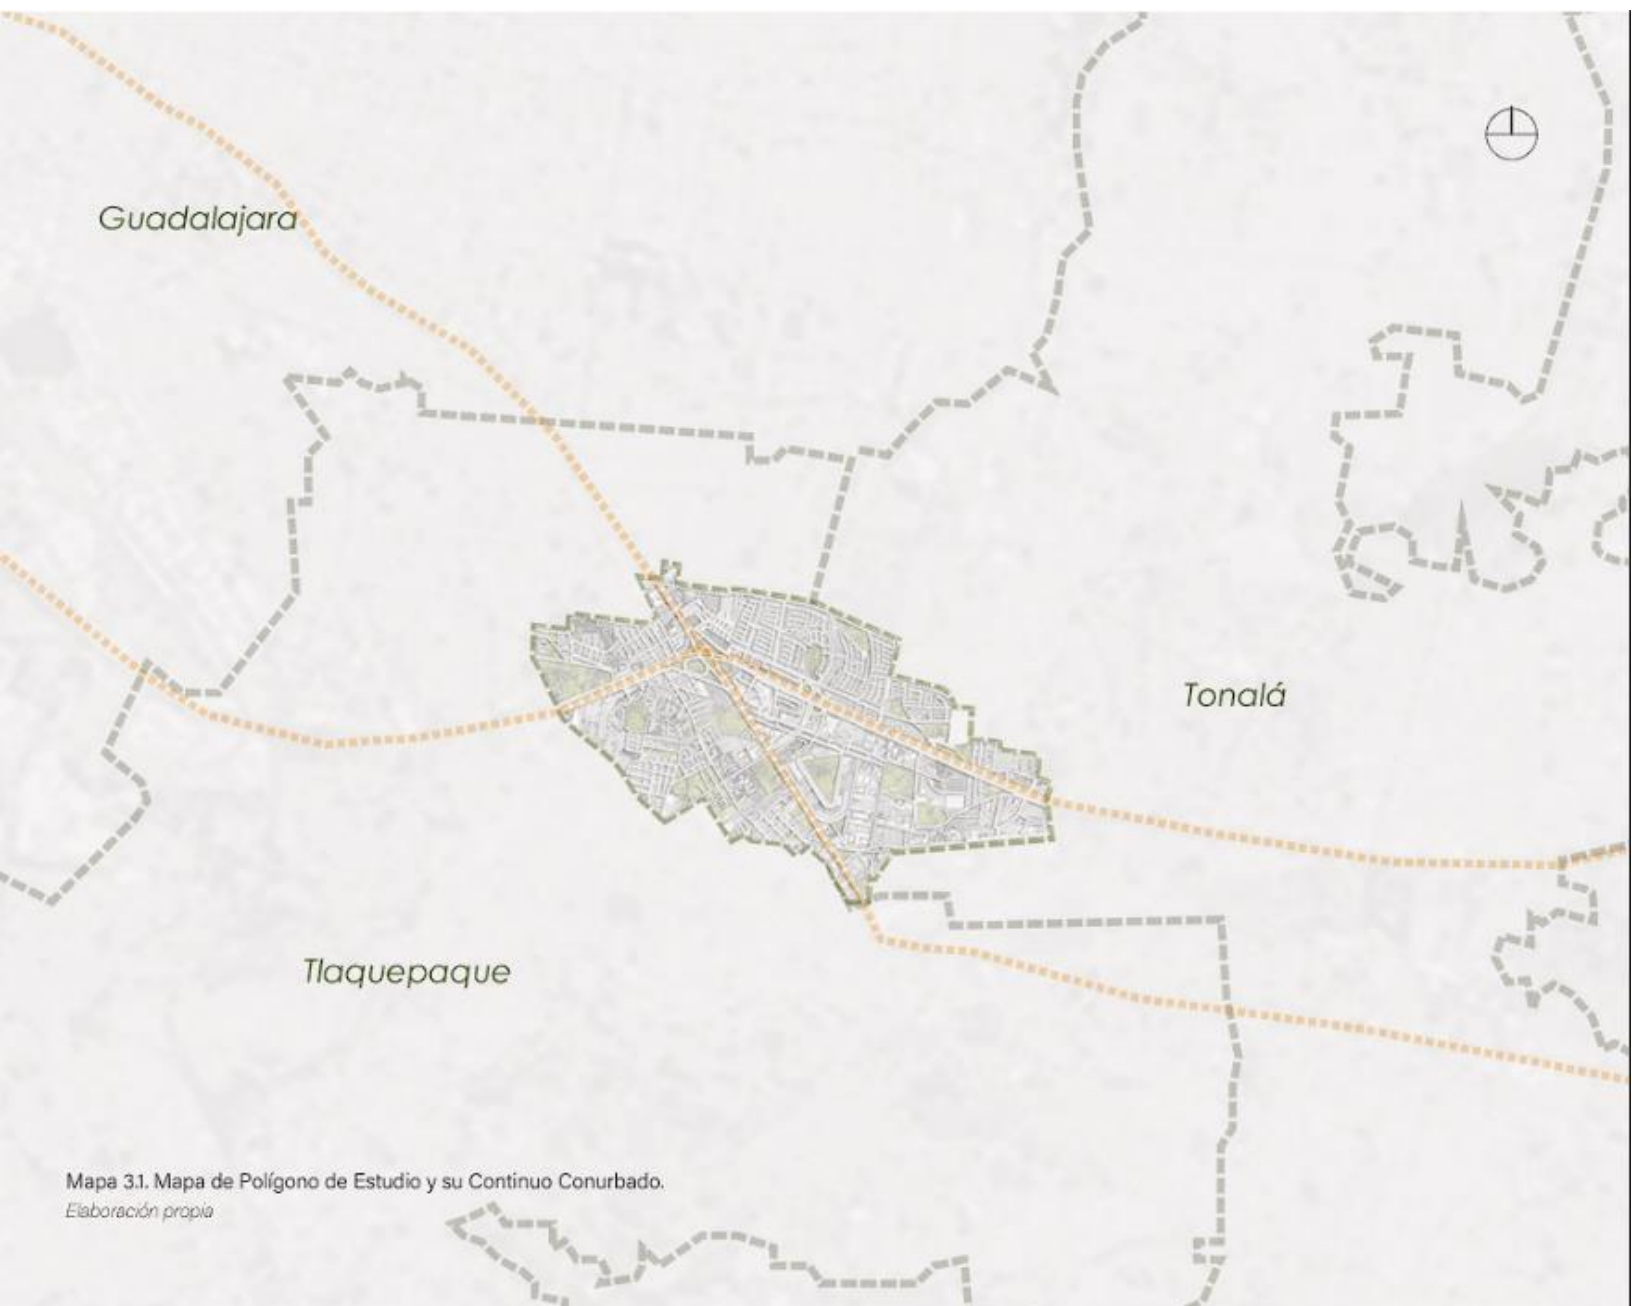 Guadalajara
Tonalá
Tlaquepaque
Mapa 3.1. Mapa de Polígono de Estudio y su Continuo Conurbado.
Elaboración propia